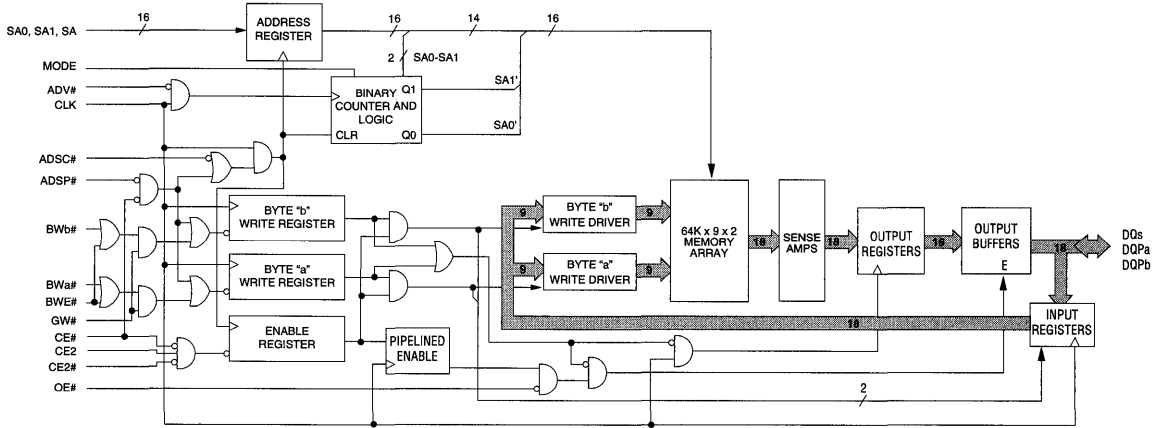 SA0, SA1, SA
16
ADDRESS
REGISTER
16
14
16
2
SA0-SA1
MODE
ADV#
CLK
BINARY
COUNTER AND
LOGIC
Q1
CLR
Q0
SA1'
SA0'
ADSC#
ADSP#
BWb#
BYTE "b"
WRITE REGISTER
9
BYTE "b"
WRITE DRIVER
9
64K x 9 x 2
MEMORY
ARRAY
18
SENSE
AMPS
18
OUTPUT
REGISTERS
18
OUTPUT
BUFFERS
E
18
DQs
DQPa
DQPb
BWa#
BWE#
GW#
BYTE "a"
WRITE REGISTER
9
BYTE "a"
WRITE DRIVER
9
CE#
CE2
CE2#
OE#
ENABLE
REGISTER
PIPELINED
ENABLE
18
INPUT
REGISTERS
2